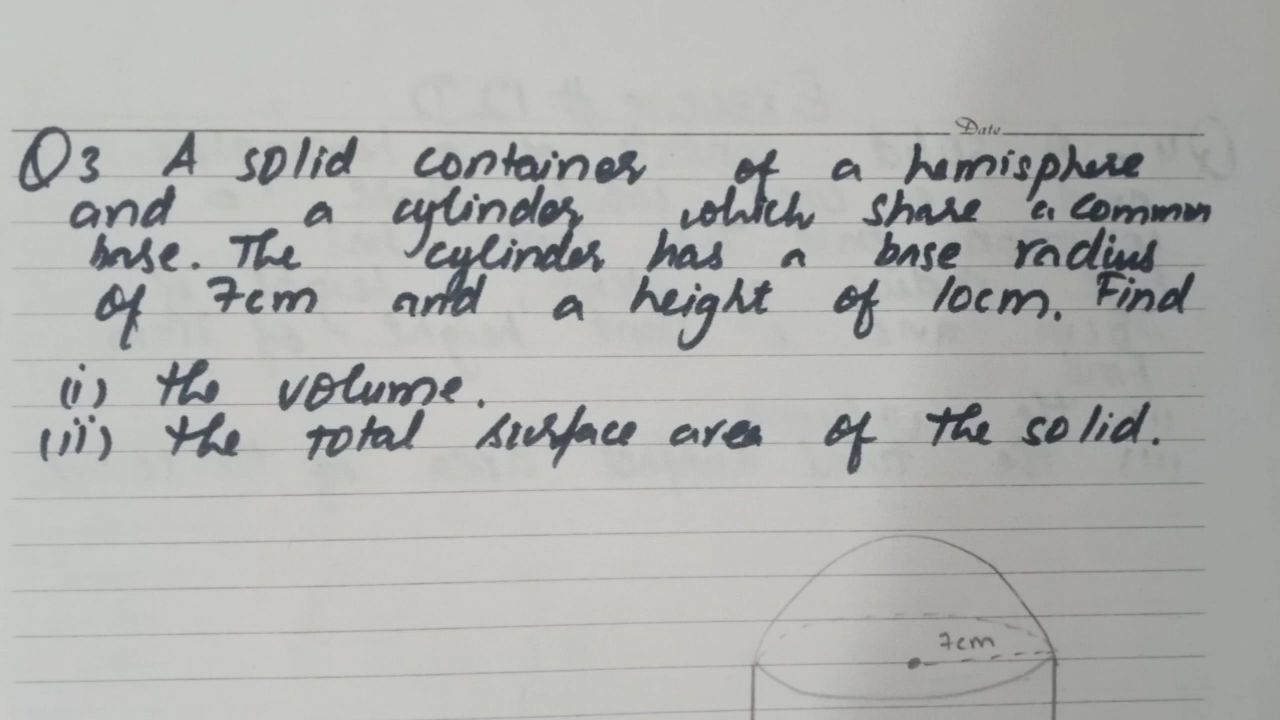 Date
Q3 A solid container of a hemisphere
and a cylinder which share a common
base. The cylinder has a base radius
of 7cm and a height of 10cm. Find
(i) the volume.
(ii) the total surface area of the solid.
7cm